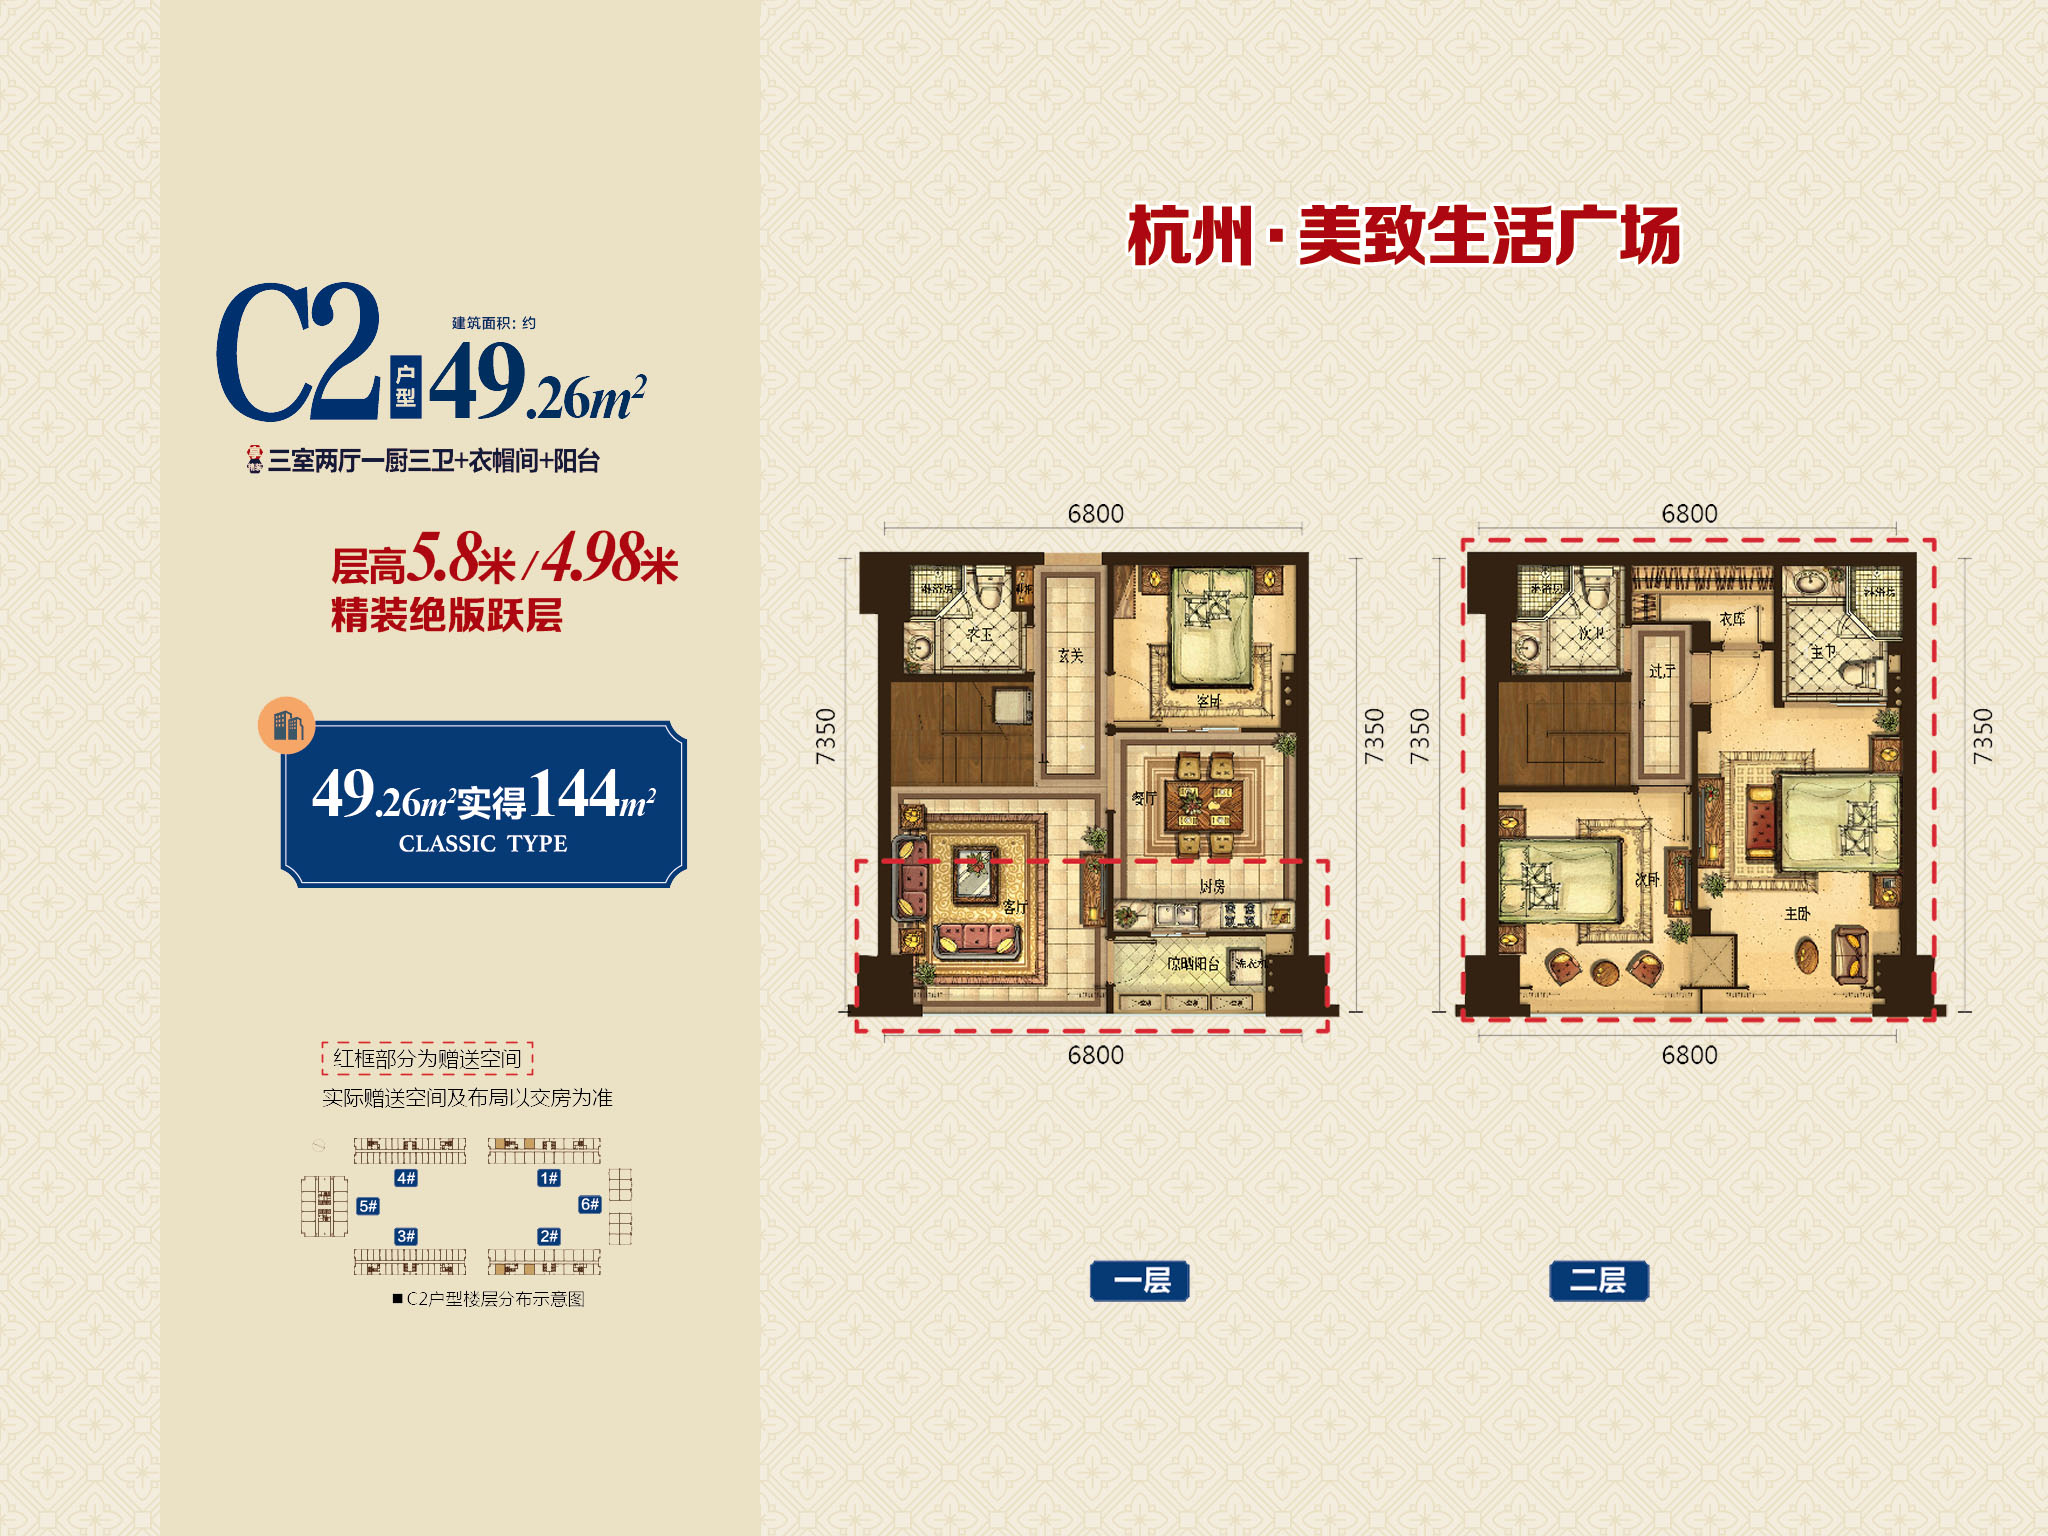 杭州·美致生活广场
C2户型
建筑面积：约
49.26m²
三室两厅一厨三卫+衣帽间+阳台
层高5.8米/4.98米
精装绝版跃层
49.26m²实得144m²
CLASSIC TYPE
红框部分为赠送空间
实际赠送空间及布局以交房为准
4#
1#
5#
6#
3#
2#
■C2户型楼层分布示意图
6800
7350
7350
淋浴房
客卫
玄关
客卧
餐厅
厨房
客厅
晾晒阳台
洗衣机
6800
一层
6800
7350
7350
淋浴房
次卫
衣库
过厅
主卫
淋浴房
次卧
主卧
6800
二层